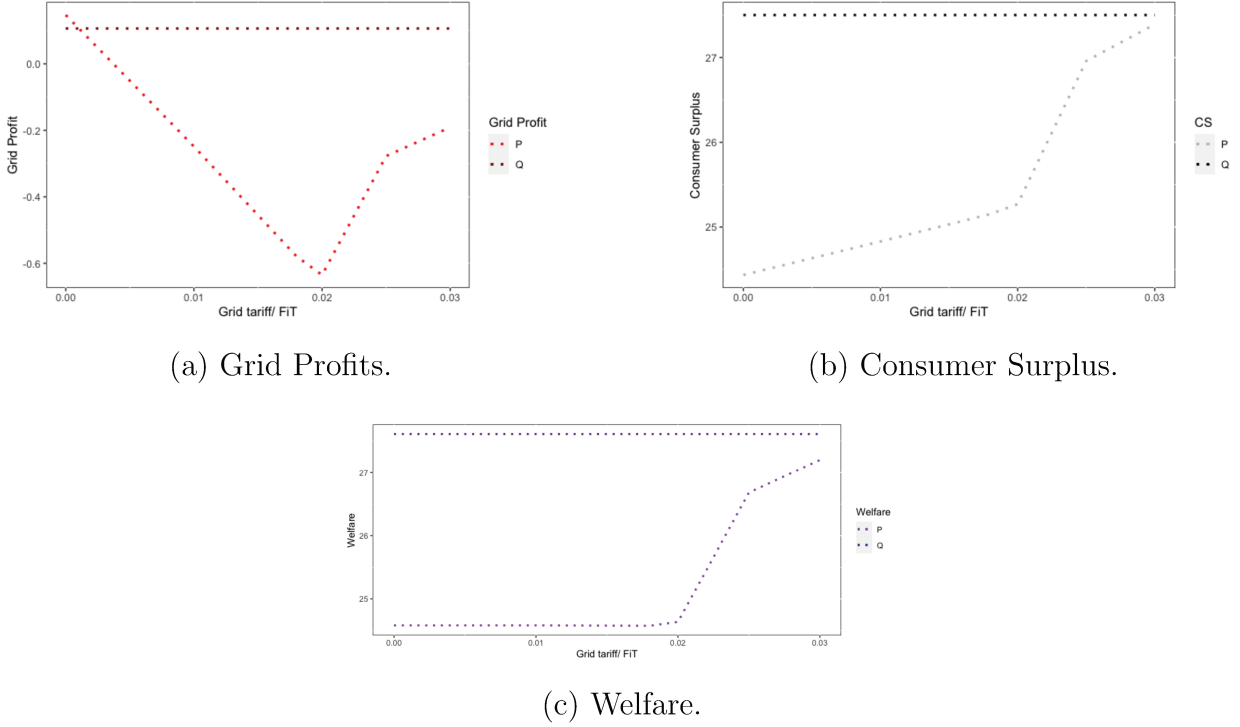 Grid Profit
0.0
-0.2
-0.4
-0.6
0.00 0.01 0.02 0.03
Grid tariff/ FiT
Grid Profit
P
Q
(a) Grid Profits.
Consumer Surplus
27
26
25
0.00 0.01 0.02 0.03
Grid tariff/ FiT
CS
P
Q
(b) Consumer Surplus.
Welfare
27
26
25
0.00 0.01 0.02 0.03
Grid tariff/ FiT
Welfare
P
Q
(c) Welfare.